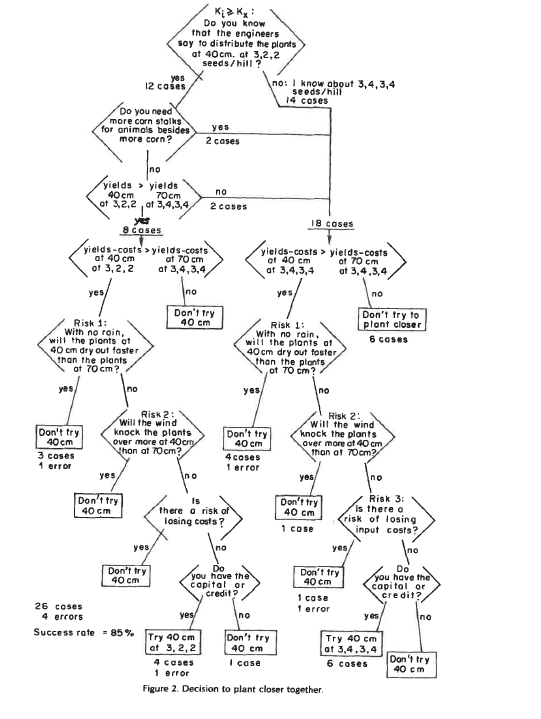 Ki ⩾ Kx :
Do you know
that the engineers
say to distribute the plants
at 40cm. at 3,2,2
seeds/hill ?
yes
12 cases
no: I know about 3,4,3,4
seeds/hill
14 cases
Do you need
more corn stalks
for animals besides
more corn?
yes
2 cases
no
yields > yields
40cm 70cm
at 3,2,2 at 3,4,3,4
no
2 cases
yes
8 cases
18 cases
yields-costs > yields-costs
at 40 cm at 70 cm
at 3,2,2 at 3,4,3,4
yields-costs > yields-costs
at 40 cm at 70 cm
at 3,4,3,4 3,4,3,4
yes
no
Don't try
40 cm
yes
no
Don't try to
plant closer
6 cases
Risk 1:
With no rain,
will the plants at
40 cm dry out faster
than the plants
at 70 cm?
Risk 1:
With no rain,
will the plants at
40cm dry out faster
than the plants
at 70 cm?
yes
no
yes
no
Don't try
40cm
3 cases
1 error
Risk 2:
Will the wind
knock the plants
over more at 40cm
than at 70cm?
Don't try
40 cm
4 cases
1 error
Risk 2:
Will the wind
knock the plants
over more at 40cm
than at 70cm?
yes
no
yes
no
Don't try
40 cm
Is
there a risk of
losing costs?
Don't try
40 cm
1 case
Risk 3:
Is there a
risk of losing
input costs?
yes
no
yes
no
Don't try
40 cm
Do
you have the
capital or
credit?
Don't try
40 cm
1 case
1 error
Do
you have the
capital or
credit?
yes
no
yes
no
26 cases
4 errors
Success rate = 85%
Try 40 cm
at 3, 2, 2
4 cases
1 error
Don't try
40 cm
1 case
Try 40 cm
at 3,4,3,4
6 cases
Don't try
40 cm
Figure 2. Decision to plant closer together.